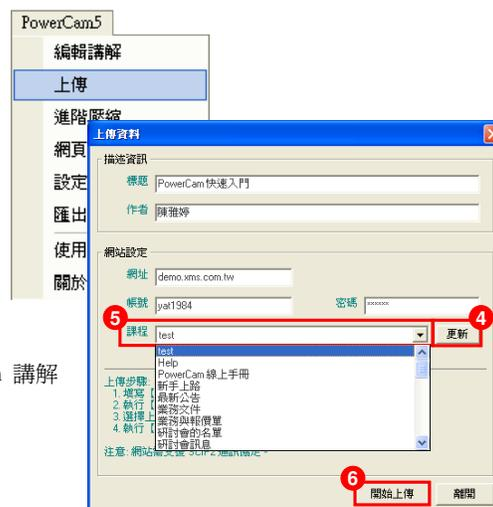 PowerCam5
編輯講解
上傳
進階壓縮
網頁
設定
匯出
使用
關於
上傳資料
描述資訊
標題 PowerCam快速入門
作者 陳雅婷
網站設定
網址 demo.xms.com.tw
帳號 yat1984 密碼 ******
5 4
課程 test 更新
test
Help
PowerCam 線上手冊
新手上路
最新公告
業務文件
業務與報價單
研討會的名單
研討會訊息
上傳步驟:
1. 填寫【
2. 執行【
3. 選擇上
4. 執行【
注意: 網站需支援 SCIP2 通訊協定。
講解
6
開始上傳 離開